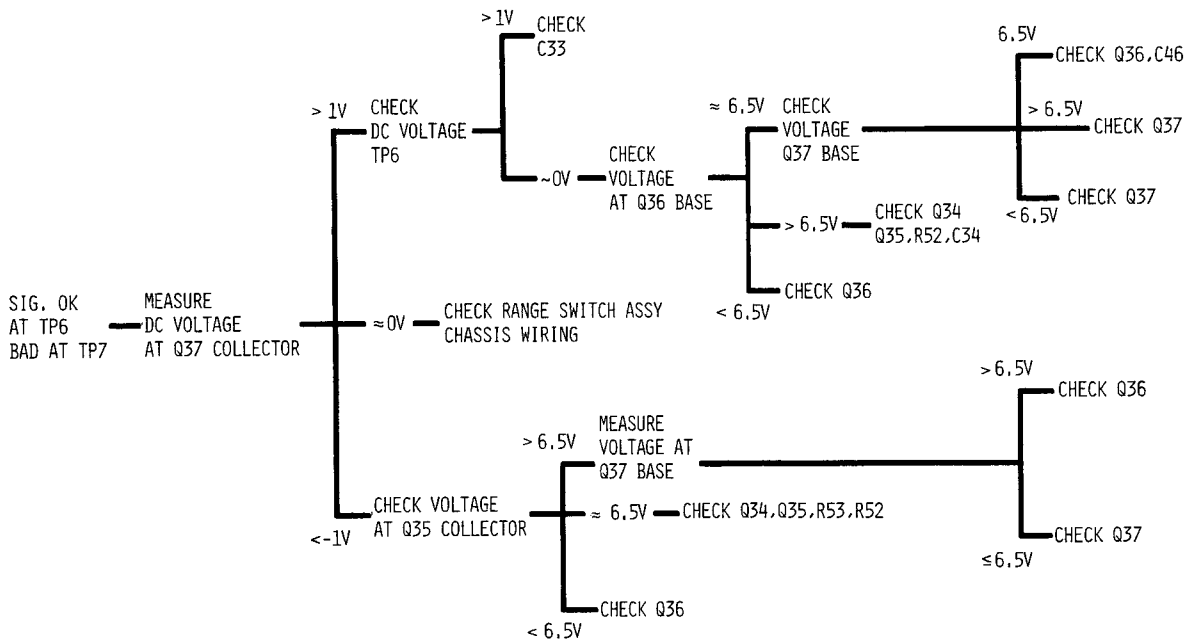 SIG. OK
AT TP6
BAD AT TP7
MEASURE
DC VOLTAGE
AT Q37 COLLECTOR
> 1V
CHECK
DC VOLTAGE
TP6
>1V
CHECK
C33
~0V
CHECK
VOLTAGE
AT Q36 BASE
≈ 6.5V
CHECK
VOLTAGE
Q37 BASE
6.5V
CHECK Q36,C46
> 6.5V
CHECK Q37
< 6.5V
CHECK Q37
> 6.5V
CHECK Q34
Q35,R52,C34
< 6.5V
CHECK Q36
≈ 0V
CHECK RANGE SWITCH ASSY
CHASSIS WIRING
<-1V
CHECK VOLTAGE
AT Q35 COLLECTOR
> 6.5V
MEASURE
VOLTAGE AT
Q37 BASE
> 6.5V
CHECK Q36
≤ 6.5V
CHECK Q37
≈ 6.5V
CHECK Q34,Q35,R53,R52
< 6.5V
CHECK Q36